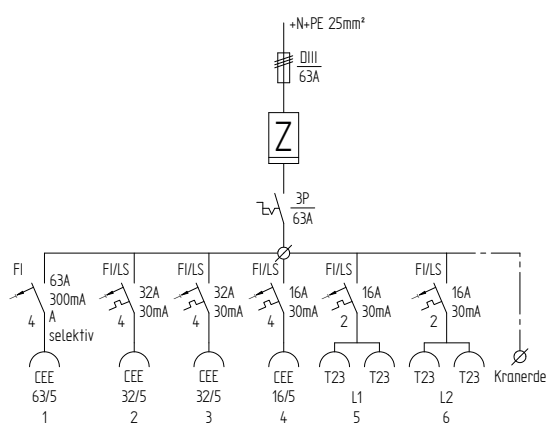 +N+PE 25mm²
DIII
63A
Z
3P
63A
FI
63A
300mA
A
selektiv
4
FI/LS
32A
30mA
4
FI/LS
32A
30mA
4
FI/LS
16A
30mA
4
FI/LS
16A
30mA
2
FI/LS
16A
30mA
2
CEE
63/5
1
CEE
32/5
2
CEE
32/5
3
CEE
16/5
4
T23 T23
L1
5
T23 T23
L2
6
Kranerde